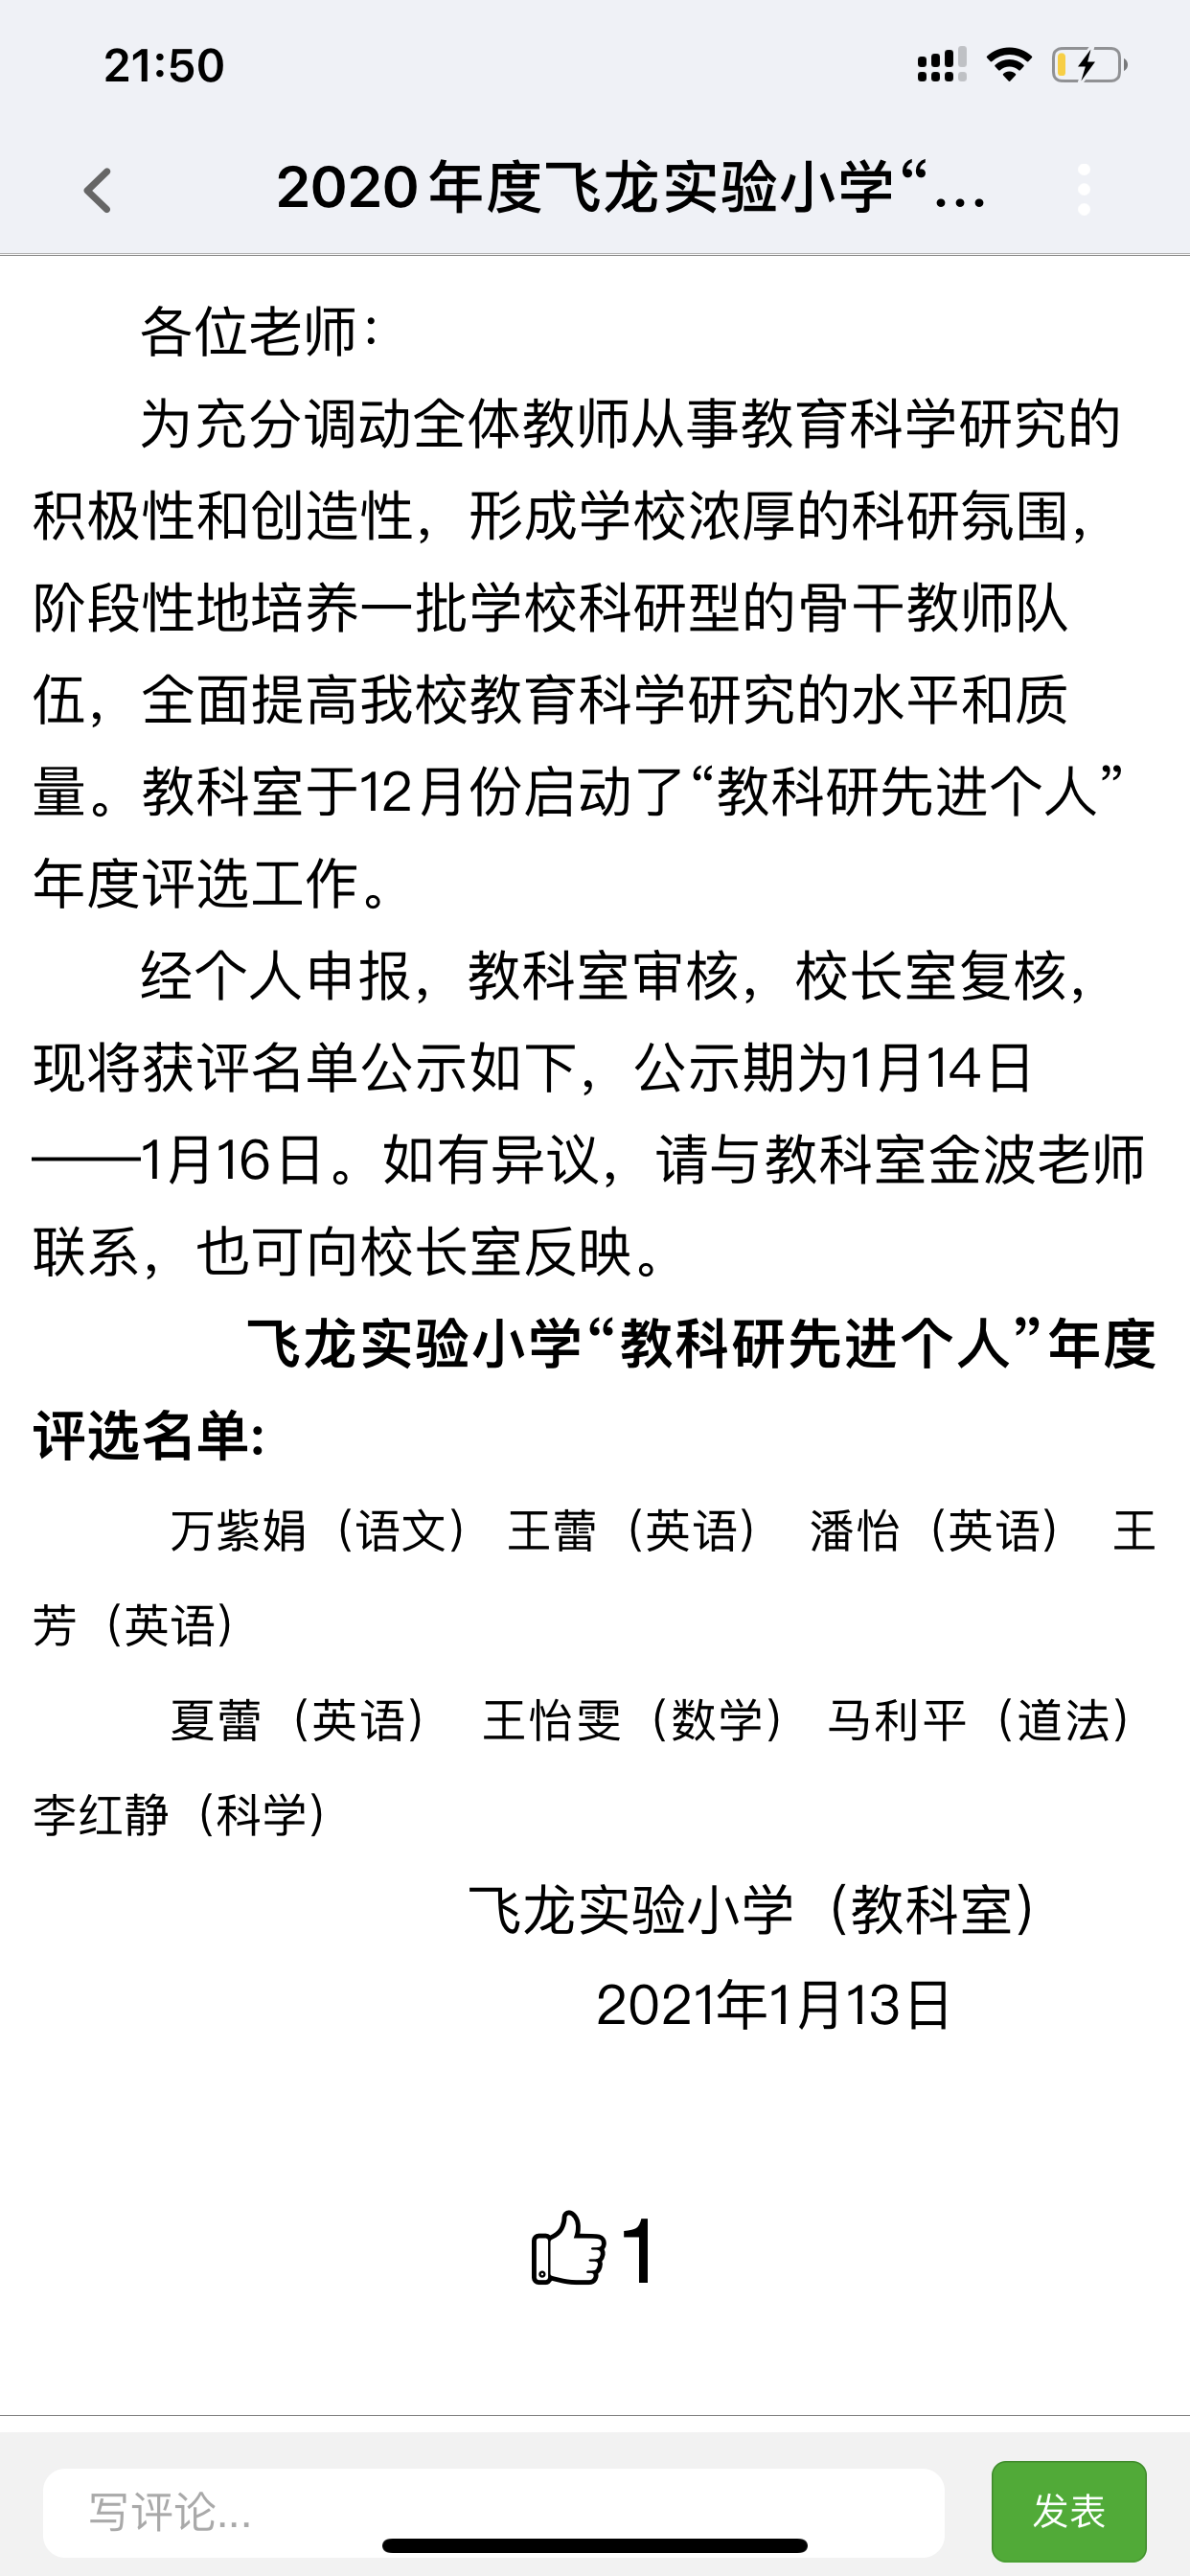 21:50
2020年度飞龙实验小学“...
各位老师：
为充分调动全体教师从事教育科学研究的
积极性和创造性，形成学校浓厚的科研氛围，
阶段性地培养一批学校科研型的骨干教师队
伍，全面提高我校教育科学研究的水平和质
量。教科室于12月份启动了“教科研先进个人”
年度评选工作。
经个人申报，教科室审核，校长室复核，
现将获评名单公示如下，公示期为1月14日
——1月16日。如有异议，请与教科室金波老师
联系，也可向校长室反映。
飞龙实验小学“教科研先进个人”年度
评选名单:
万紫娟（语文） 王蕾（英语） 潘怡（英语） 王
芳（英语）
夏蕾（英语） 王怡雯（数学） 马利平（道法）
李红静（科学）
飞龙实验小学（教科室）
2021年1月13日
1
写评论...
发表